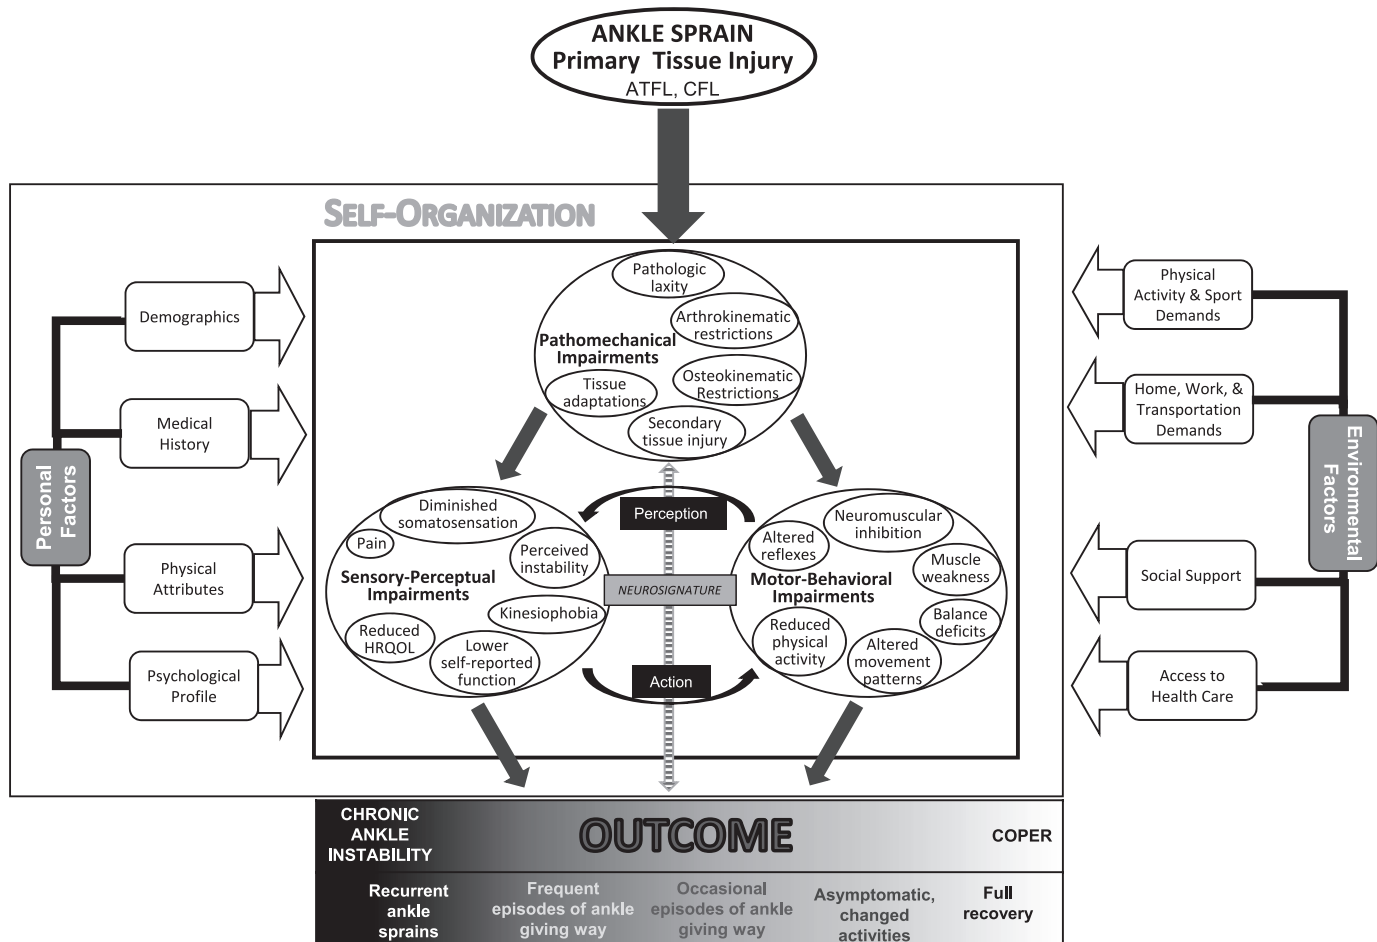 ANKLE SPRAIN
Primary Tissue Injury
ATFL, CFL
SELF-ORGANIZATION
Demographics
Medical
History
Personal
Factors
Physical
Attributes
Psychological
Profile
Pathologic
laxity
Arthrokinematic
restrictions
Pathomechanical
Impairments
Tissue
adaptations
Osteokinematic
Restrictions
Secondary
tissue injury
Diminished
somatosensation
Pain
Perceived
instability
Sensory-Perceptual
Impairments
Kinesiophobia
Reduced
HRQOL
Lower
self-reported
function
Perception
NEUROSIGNATURE
Action
Neuromuscular
inhibition
Altered
reflexes
Muscle
weakness
Motor-Behavioral
Impairments
Balance
deficits
Reduced
physical
activity
Altered
movement
patterns
Physical
Activity & Sport
Demands
Home, Work, &
Transportation
Demands
Environmental
Factors
Social Support
Access to
Health Care
CHRONIC
ANKLE
INSTABILITY
OUTCOME
COPER
Recurrent
ankle
sprains
Frequent
episodes of ankle
giving way
Occasional
episodes of ankle
giving way
Asymptomatic,
changed
activities
Full
recovery